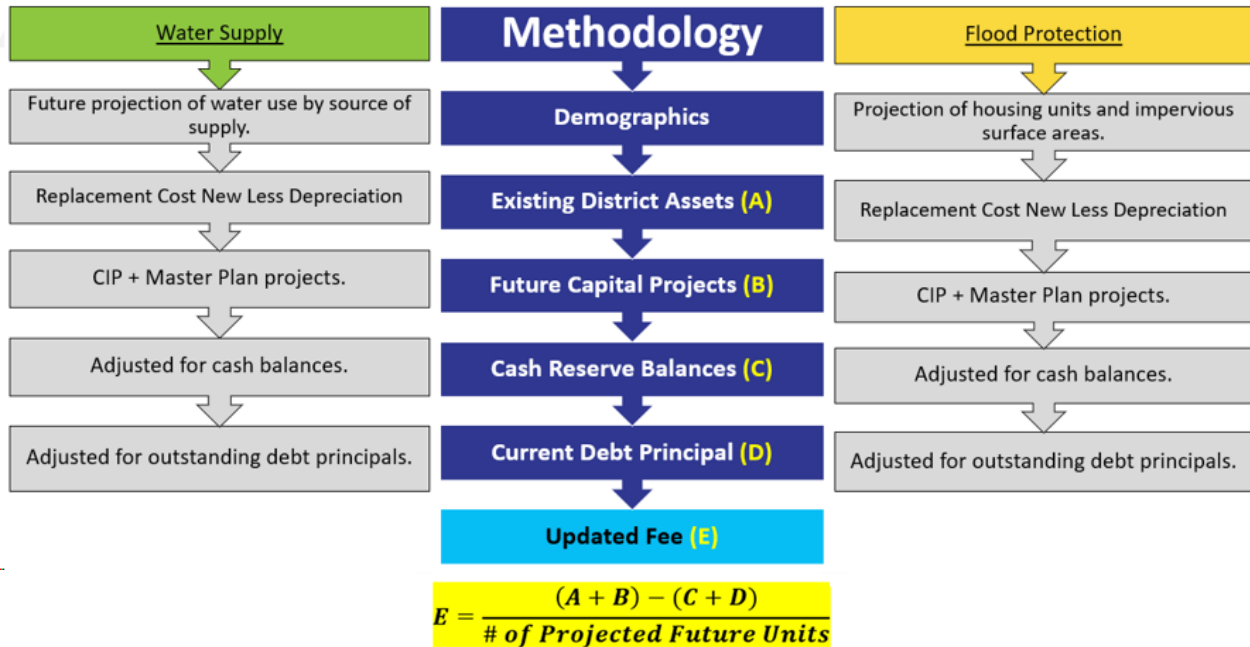 Water Supply
Future projection of water use by source of
supply.
Replacement Cost New Less Depreciation
CIP + Master Plan projects.
Adjusted for cash balances.
Adjusted for outstanding debt principals.
Methodology
Demographics
Existing District Assets (A)
Future Capital Projects (B)
Cash Reserve Balances (C)
Current Debt Principal (D)
Updated Fee (E)
E = (A + B) − (C + D)
# of Projected Future Units
Flood Protection
Projection of housing units and impervious
surface areas.
Replacement Cost New Less Depreciation
CIP + Master Plan projects.
Adjusted for cash balances.
Adjusted for outstanding debt principals.